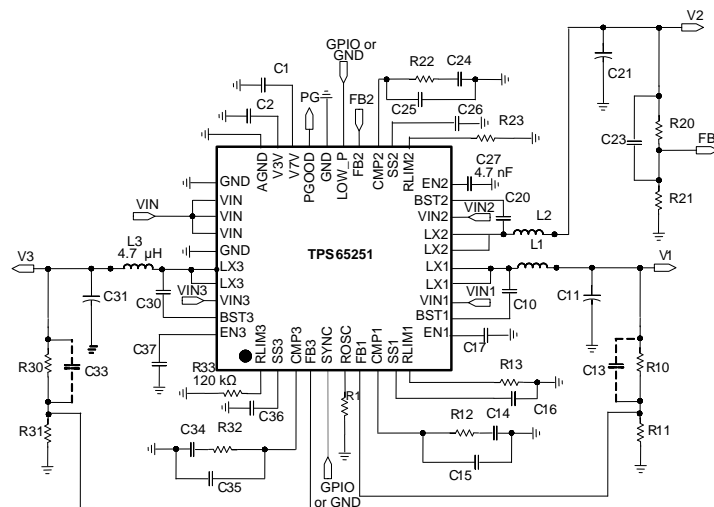 GPIO or
GND
V2
C1
R22
C24
C21
C2
PG
FB2
C25
C26
R23
C23
R20
FB
R21
AGND
V3V
V7V
PGOOD
GND
LOW_P
FB2
CMP2
SS2
RLIM2
C27
4.7 nF
GND
VIN
VIN
VIN
VIN
GND
LX3
LX3
VIN3
VIN3
BST3
EN3
TPS65251
EN2
BST2
VIN2
VIN2
LX2
LX2
C20
L2
L1
LX1
LX1
VIN1
VIN1
BST1
EN1
C10
C11
V1
C17
V3
L3
4.7 µH
C31
C30
C37
R30
C33
R31
R33
120 kΩ
RLIM3
SS3
CMP3
FB3
SYNC
ROSC
FB1
CMP1
SS1
RLIM1
R13
C16
C13
R10
R11
C36
R1
R12
C14
C15
C34
R32
C35
GPIO
or GND